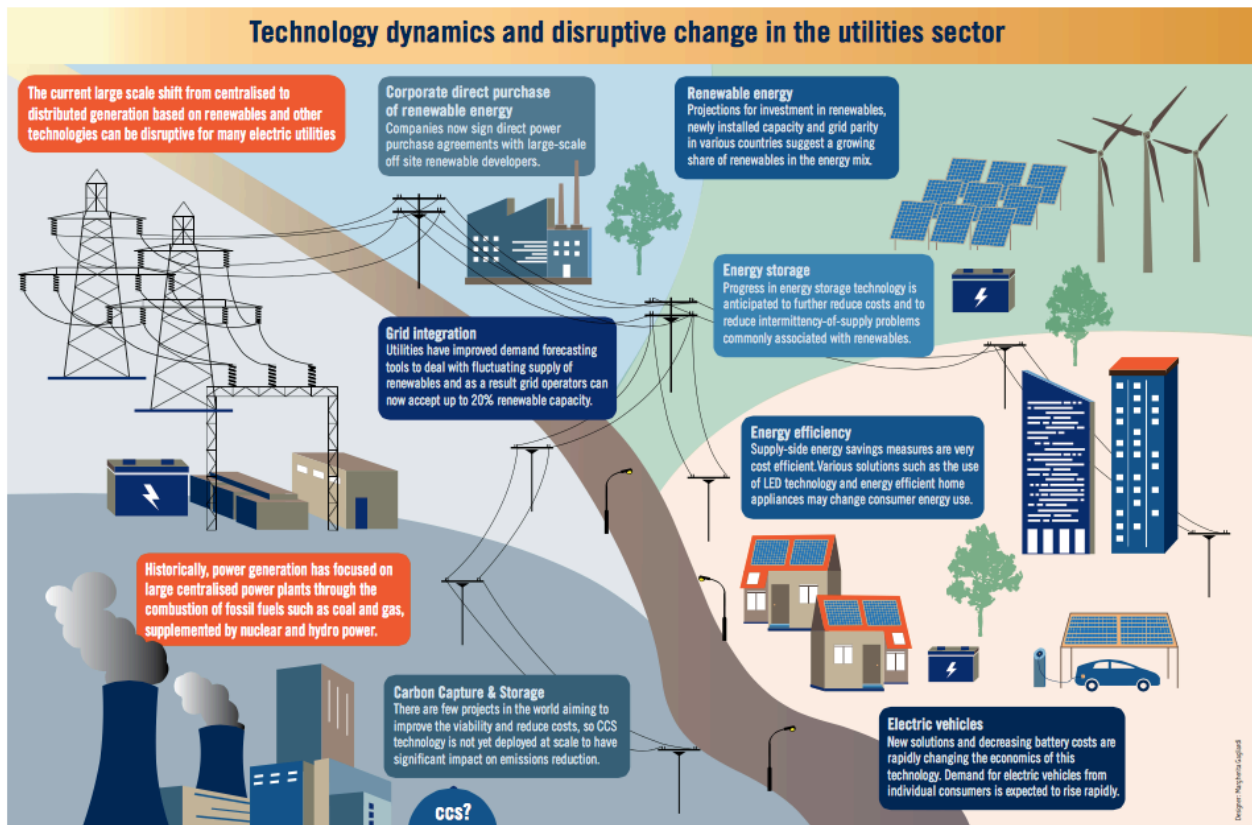 Technology dynamics and disruptive change in the utilities sector
The current large scale shift from centralised to
distributed generation based on renewables and other
technologies can be disruptive for many electric utilities
Corporate direct purchase
of renewable energy
Companies now sign direct power
purchase agreements with large-scale
off site renewable developers.
Renewable energy
Projections for investment in renewables,
newly installed capacity and grid parity
in various countries suggest a growing
share of renewables in the energy mix.
Energy storage
Progress in energy storage technology is
anticipated to further reduce costs and to
reduce intermittency-of-supply problems
commonly associated with renewables.
Grid integration
Utilities have improved demand forecasting
tools to deal with fluctuating supply of
renewables and as a result grid operators can
now accept up to 20% renewable capacity.
Energy efficiency
Supply-side energy savings measures are very
cost efficient. Various solutions such as the use
of LED technology and energy efficient home
appliances may change consumer energy use.
Historically, power generation has focused on
large centralised power plants through the
combustion of fossil fuels such as coal and gas,
supplemented by nuclear and hydro power.
Carbon Capture & Storage
There are few projects in the world aiming to
improve the viability and reduce costs, so CCS
technology is not yet deployed at scale to have
significant impact on emissions reduction.
ccs?
Electric vehicles
New solutions and decreasing battery costs are
rapidly changing the economics of this
technology. Demand for electric vehicles from
individual consumers is expected to rise rapidly.
Designer: Margherita Gagliardi